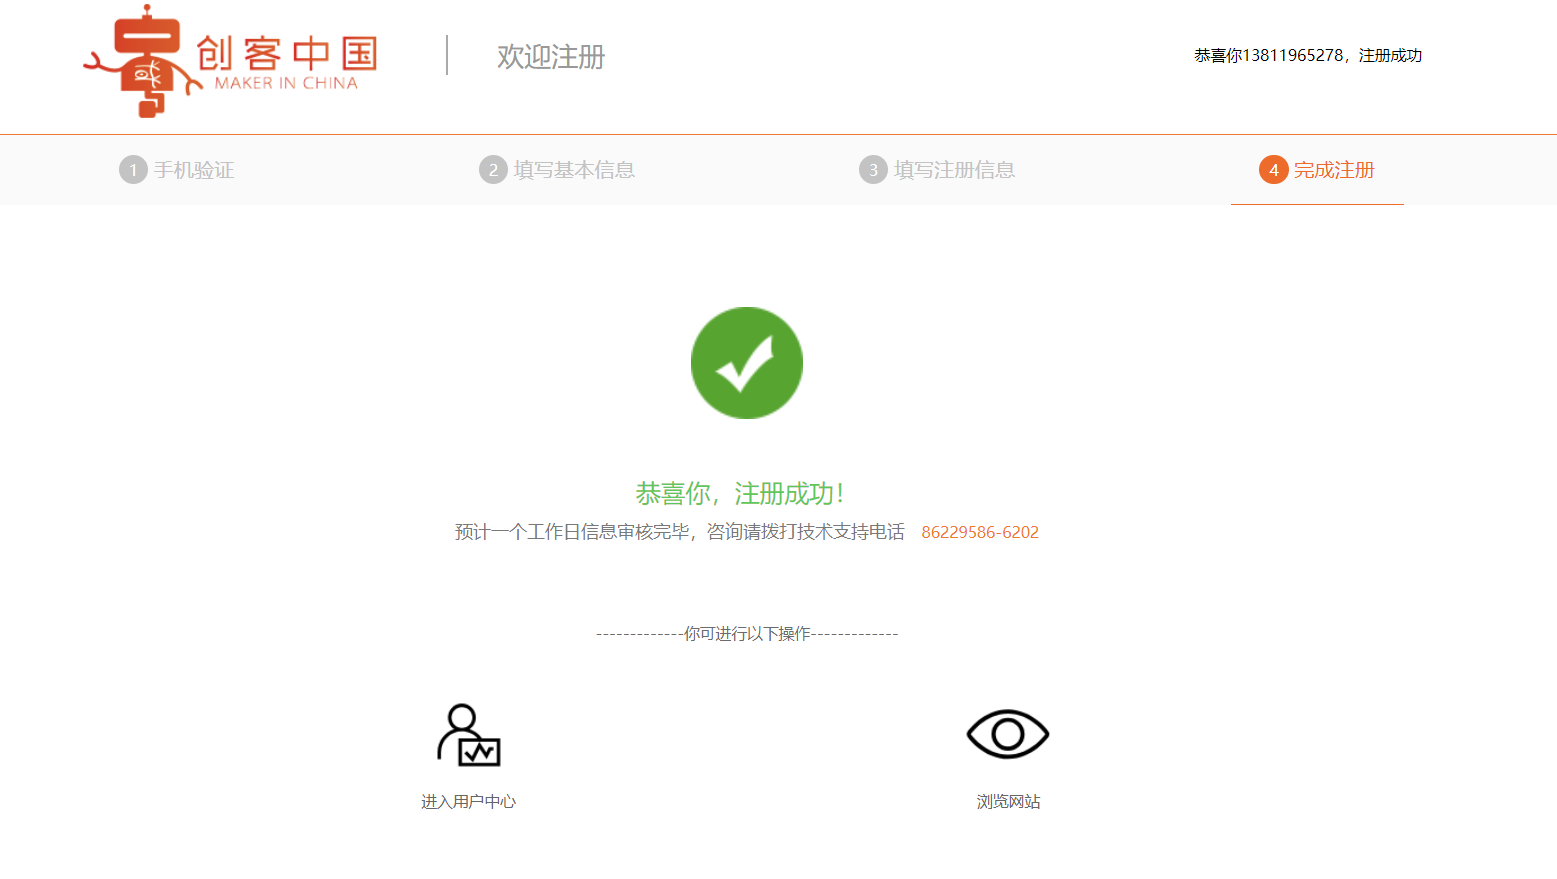 创客中国
MAKER IN CHINA
欢迎注册
恭喜你13811965278，注册成功
1 手机验证
2 填写基本信息
3 填写注册信息
4 完成注册
恭喜你，注册成功！
预计一个工作日信息审核完毕，咨询请拨打技术支持电话 86229586-6202
-------------你可进行以下操作-------------
进入用户中心
浏览网站